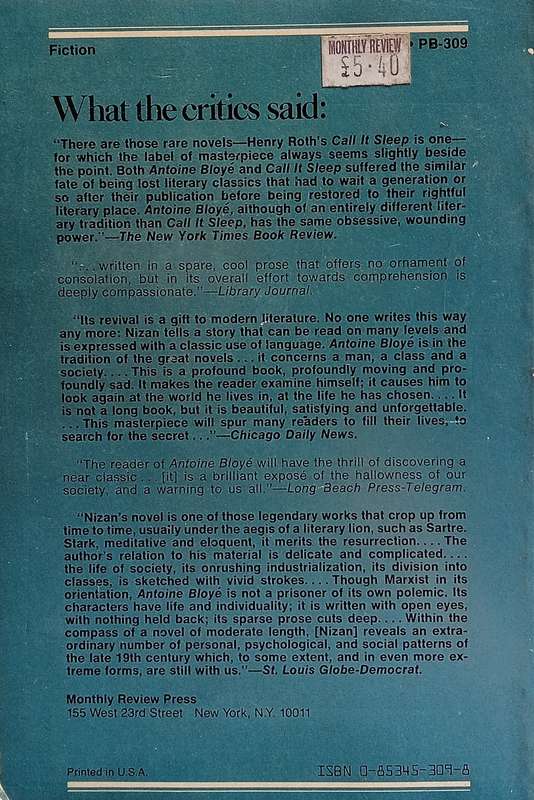 Fiction
MONTHLY REVIEW
£5·40
• PB-309
What the critics said:
"There are those rare novels—Henry Roth's Call It Sleep is one—
for which the label of masterpiece always seems slightly beside
the point. Both Antoine Bloyé and Call It Sleep suffered the similar
fate of being lost literary classics that had to wait a generation or
so after their publication before being restored to their rightful
literary place. Antoine Bloyé, although of an entirely different liter-
ary tradition than Call It Sleep, has the same obsessive, wounding
power."—The New York Times Book Review.
"... written in a spare, cool prose that offers no ornament of
consolation, but in its overall effort towards comprehension is
deeply compassionate."—Library Journal.
"Its revival is a gift to modern literature. No one writes this way
any more: Nizan tells a story that can be read on many levels and
is expressed with a classic use of language. Antoine Bloyé is in the
tradition of the great novels ... it concerns a man, a class and a
society.... This is a profound book, profoundly moving and pro-
foundly sad. It makes the reader examine himself; it causes him to
look again at the world he lives in, at the life he has chosen.... It
is not a long book, but it is beautiful, satisfying and unforgettable.
... This masterpiece will spur many readers to fill their lives, to
search for the secret ..."—Chicago Daily News.
"The reader of Antoine Bloyé will have the thrill of discovering a
near classic ... [it] is a brilliant exposé of the hallowness of our
society, and a warning to us all."—Long Beach Press-Telegram.
"Nizan's novel is one of those legendary works that crop up from
time to time, usually under the aegis of a literary lion, such as Sartre.
Stark, meditative and eloquent, it merits the resurrection.... The
author's relation to his material is delicate and complicated....
the life of society, its onrushing industrialization, its division into
classes, is sketched with vivid strokes.... Though Marxist in its
orientation, Antoine Bloyé is not a prisoner of its own polemic. Its
characters have life and individuality; it is written with open eyes,
with nothing held back; its sparse prose cuts deep.... Within the
compass of a novel of moderate length, [Nizan] reveals an extra-
ordinary number of personal, psychological, and social patterns of
the late 19th century which, to some extent, and in even more ex-
treme forms, are still with us."—St. Louis Globe-Democrat.
Monthly Review Press
155 West 23rd Street New York, N.Y. 10011
Printed in U.S.A.
ISBN 0-85345-309-8